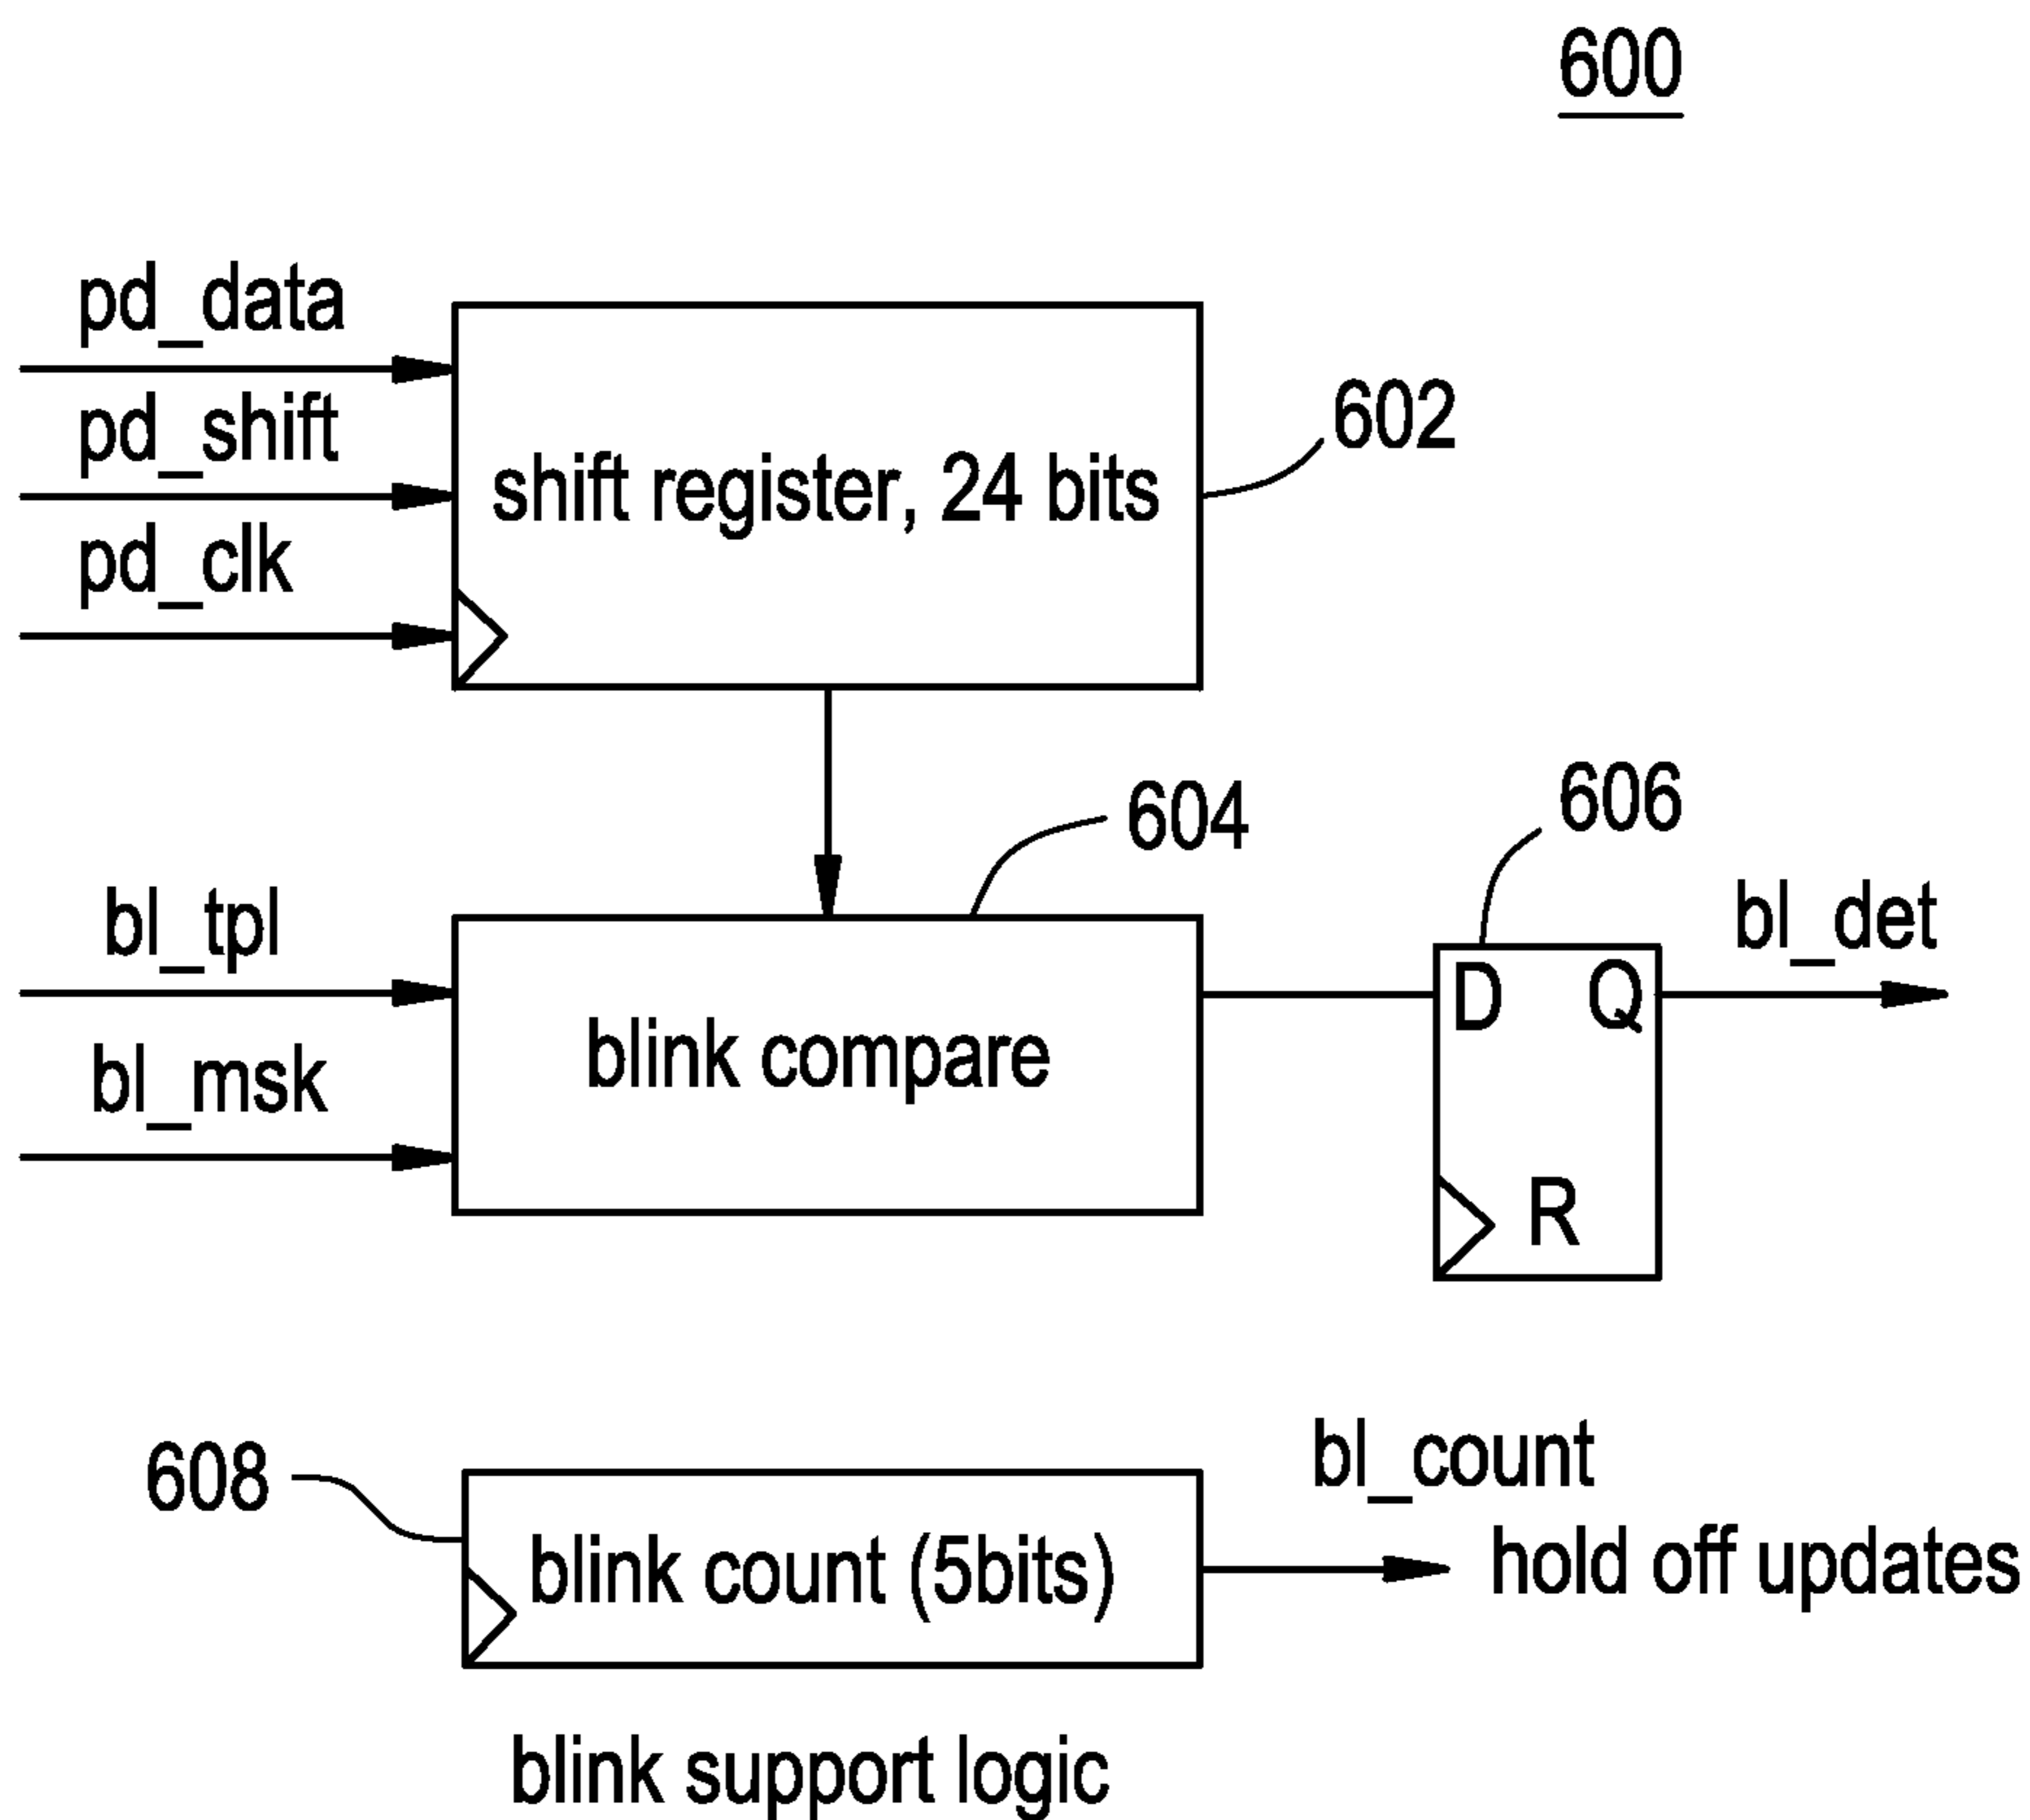 600
pd_data
pd_shift
pd_clk
shift register, 24 bits
602
604
606
bl_tpl
bl_msk
blink compare
D Q
R
bl_det
608
blink count (5bits)
bl_count
hold off updates
blink support logic